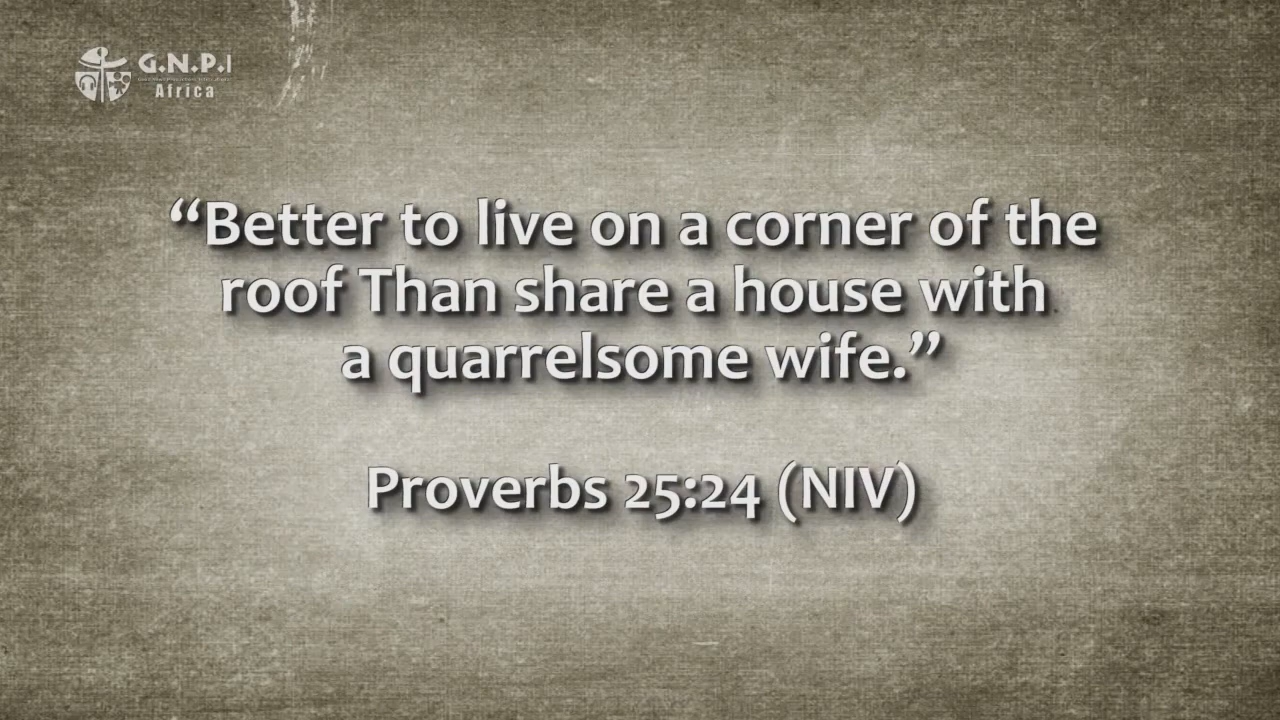 G.N.P.I
Africa
“Better to live on a corner of the
roof Than share a house with
a quarrelsome wife.”
Proverbs 25:24 (NIV)